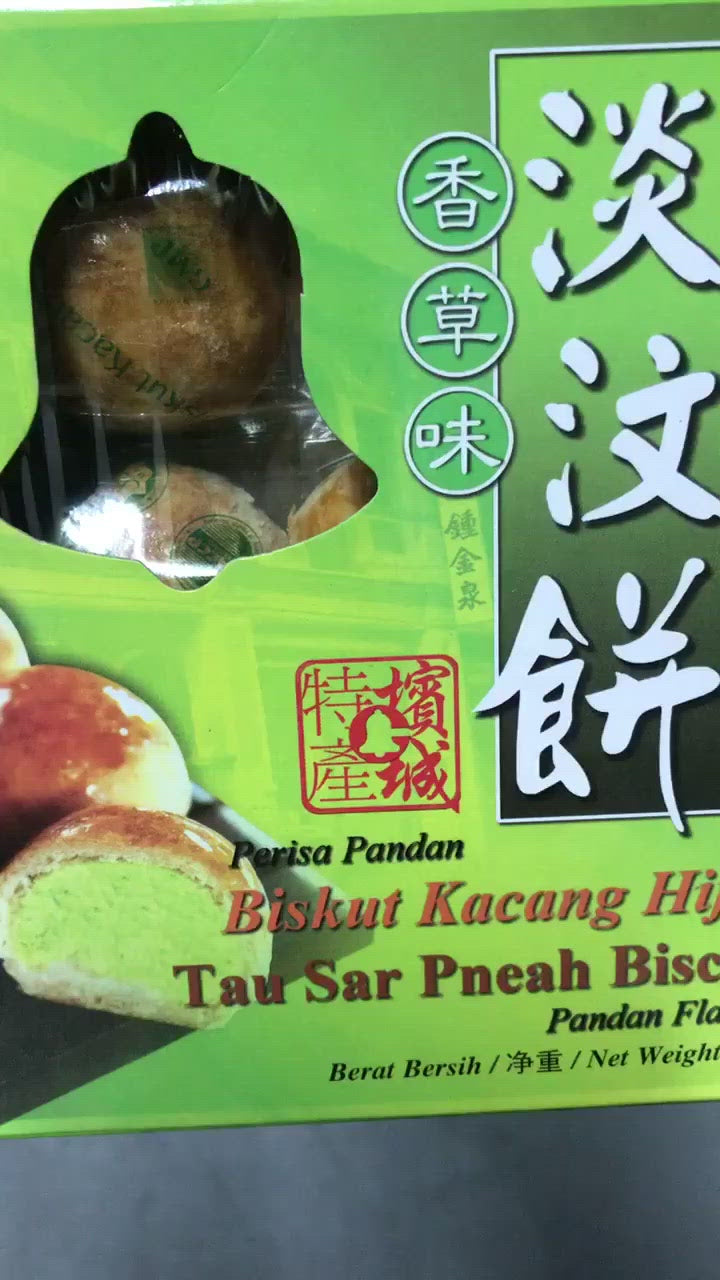 淡汶餅
香草味
鍾金泉
檳城
特產
Perisa Pandan
Biskut Kacang Hij
Tau Sar Pneah Bisc
Pandan Fla
Berat Bersih / 净重 / Net Weight